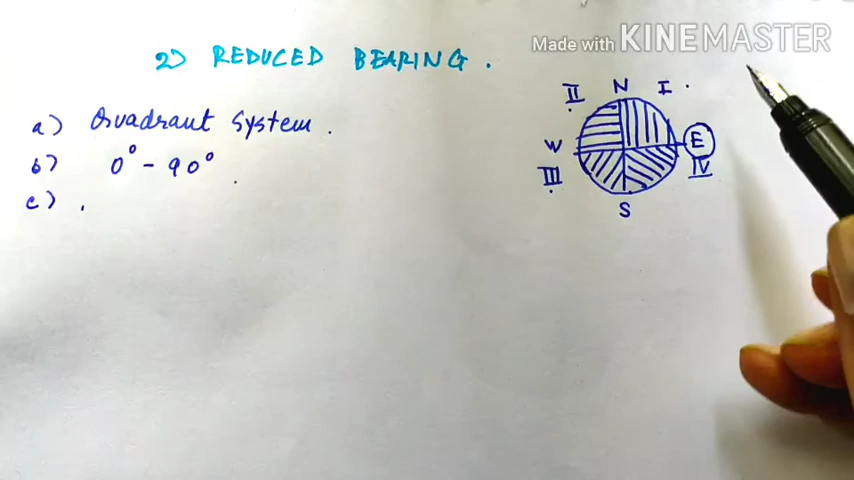 Made with KINEMASTER
2) REDUCED BEARING.
a) Quadrant System.
b) 0° - 90°
c)
II N I
W E
III IV
S